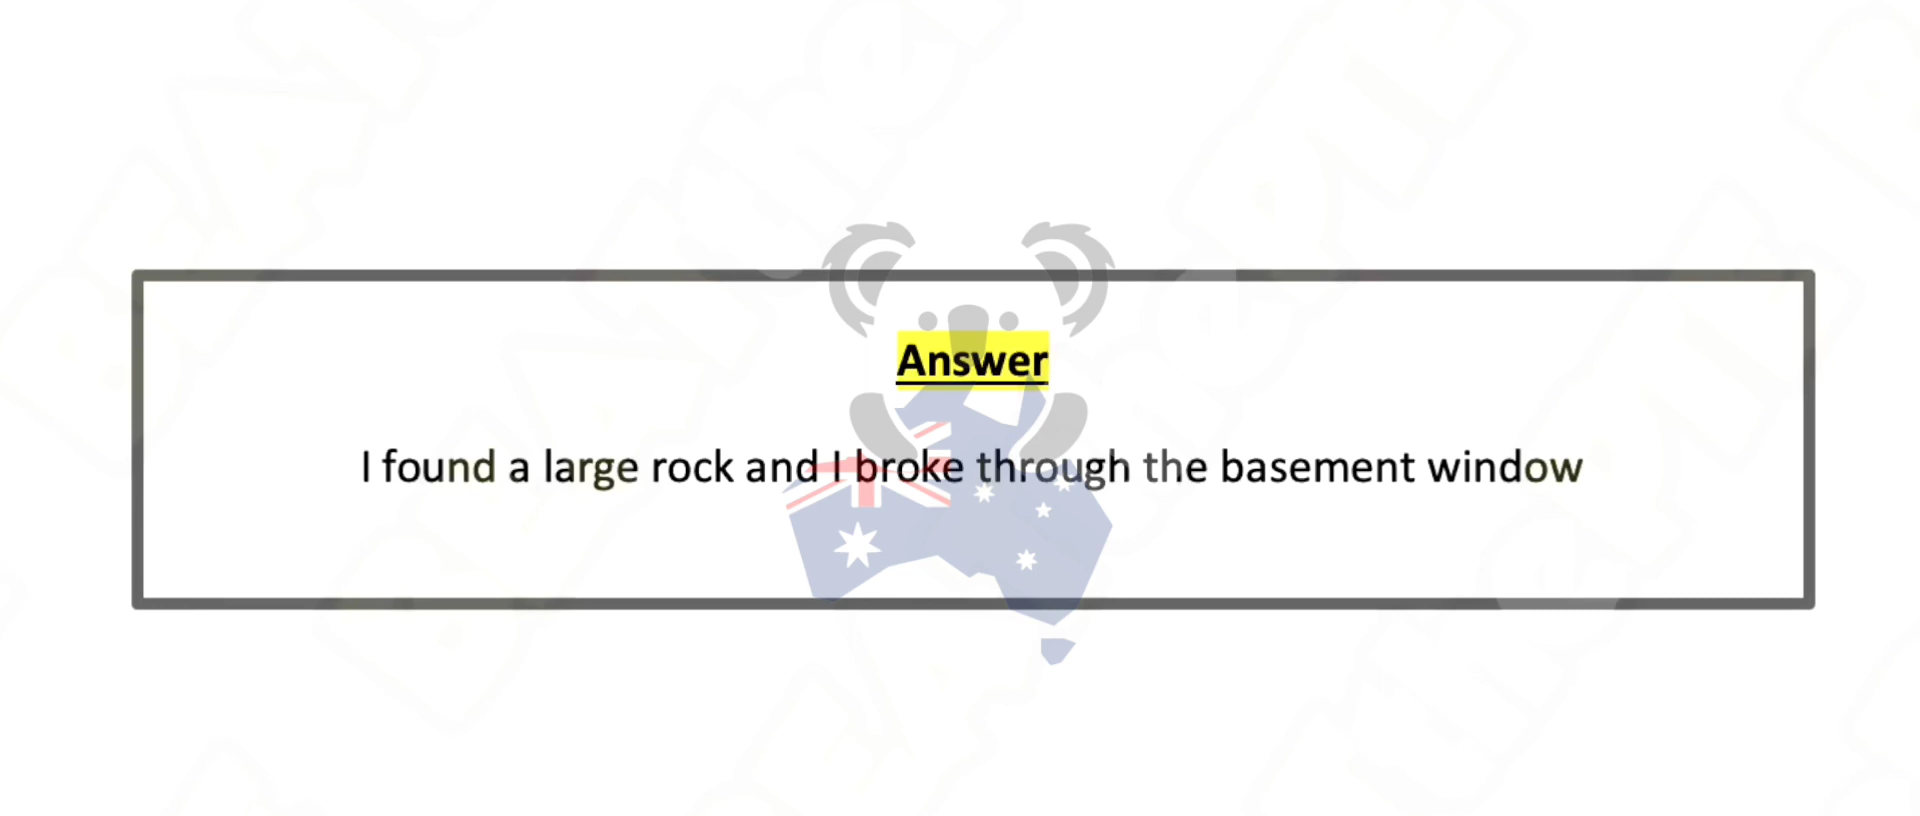 Answer
I found a large rock and I broke through the basement window